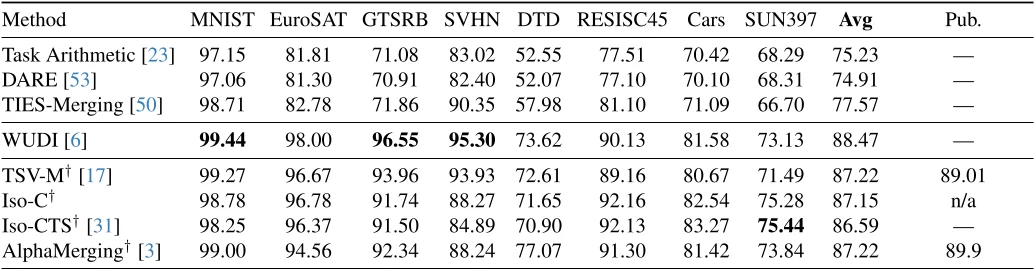 Method MNIST EuroSAT GTSRB SVHN DTD RESISC45 Cars SUN397 Avg Pub.
Task Arithmetic [23] 97.15 81.81 71.08 83.02 52.55 77.51 70.42 68.29 75.23 —
DARE [53] 97.06 81.30 70.91 82.40 52.07 77.10 70.10 68.31 74.91 —
TIES-Merging [50] 98.71 82.78 71.86 90.35 57.98 81.10 71.09 66.70 77.57 —
WUDI [6] 99.44 98.00 96.55 95.30 73.62 90.13 81.58 73.13 88.47 —
TSV-M† [17] 99.27 96.67 93.96 93.93 72.61 89.16 80.67 71.49 87.22 89.01
Iso-C† 98.78 96.78 91.74 88.27 71.65 92.16 82.54 75.28 87.15 n/a
Iso-CTS† [31] 98.25 96.37 91.50 84.89 70.90 92.13 83.27 75.44 86.59 —
AlphaMerging† [3] 99.00 94.56 92.34 88.24 77.07 91.30 81.42 73.84 87.22 89.9